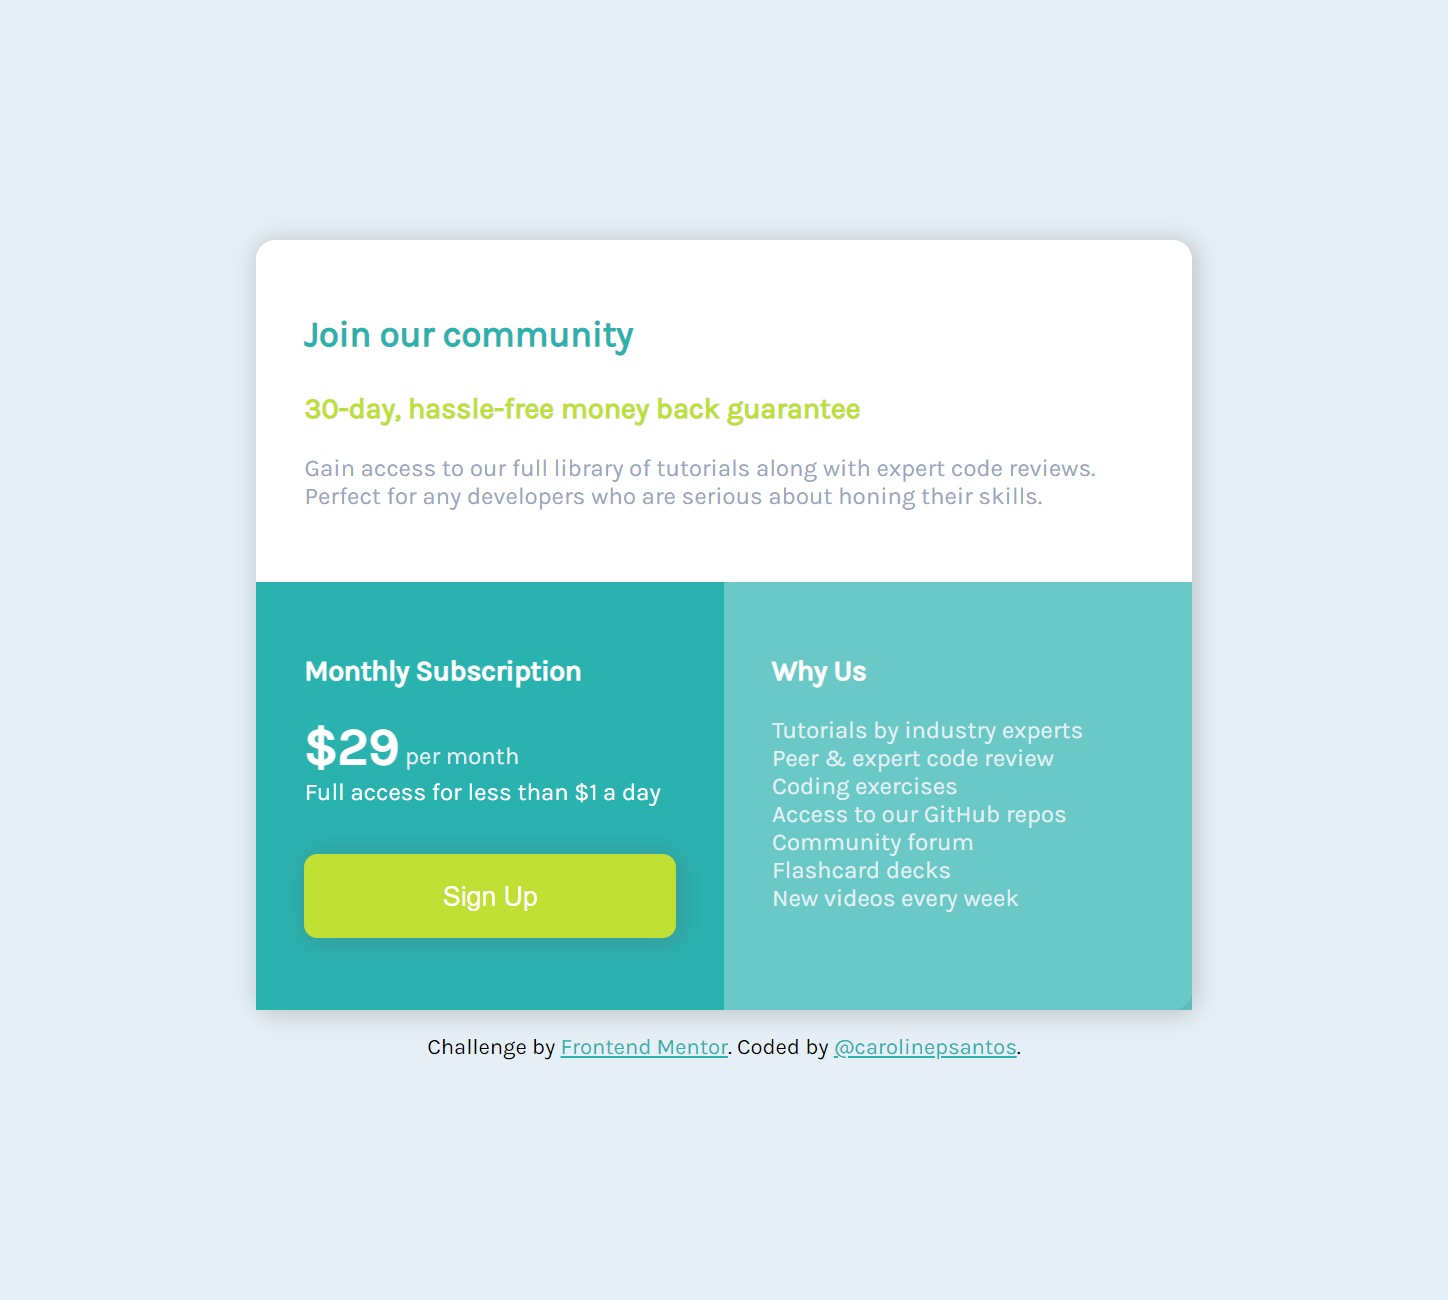 Join our community
30-day, hassle-free money back guarantee
Gain access to our full library of tutorials along with expert code reviews.
Perfect for any developers who are serious about honing their skills.
Monthly Subscription
$29 per month
Full access for less than $1 a day
Sign Up
Why Us
Tutorials by industry experts
Peer & expert code review
Coding exercises
Access to our GitHub repos
Community forum
Flashcard decks
New videos every week
Challenge by Frontend Mentor. Coded by @carolinepsantos.